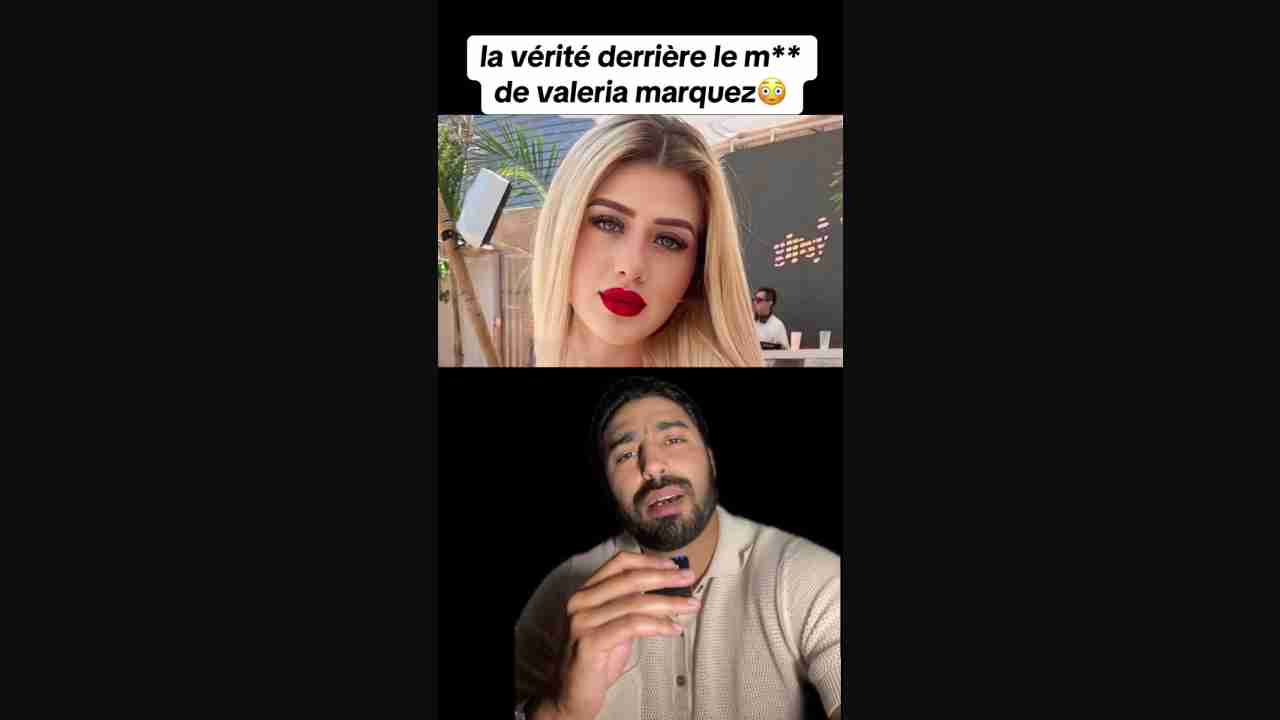 la vérité derrière le m**
de valeria marquez😳